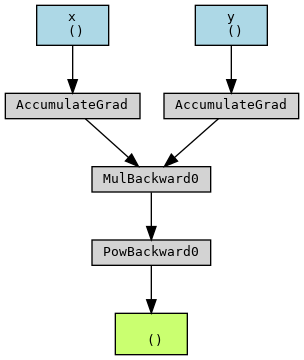 x
()
y
()
AccumulateGrad
AccumulateGrad
MulBackward0
PowBackward0
()